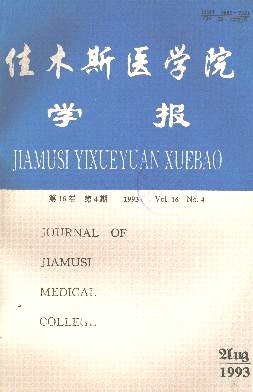 佳木斯医学院
学报
JIAMUSI YIXUEYUAN XUEBAO
第16卷 第4期 1993 Vol. 16 No. 4
JOURNAL OF
JIAMUSI
MEDICAL
COLLEGE
Aug
1993